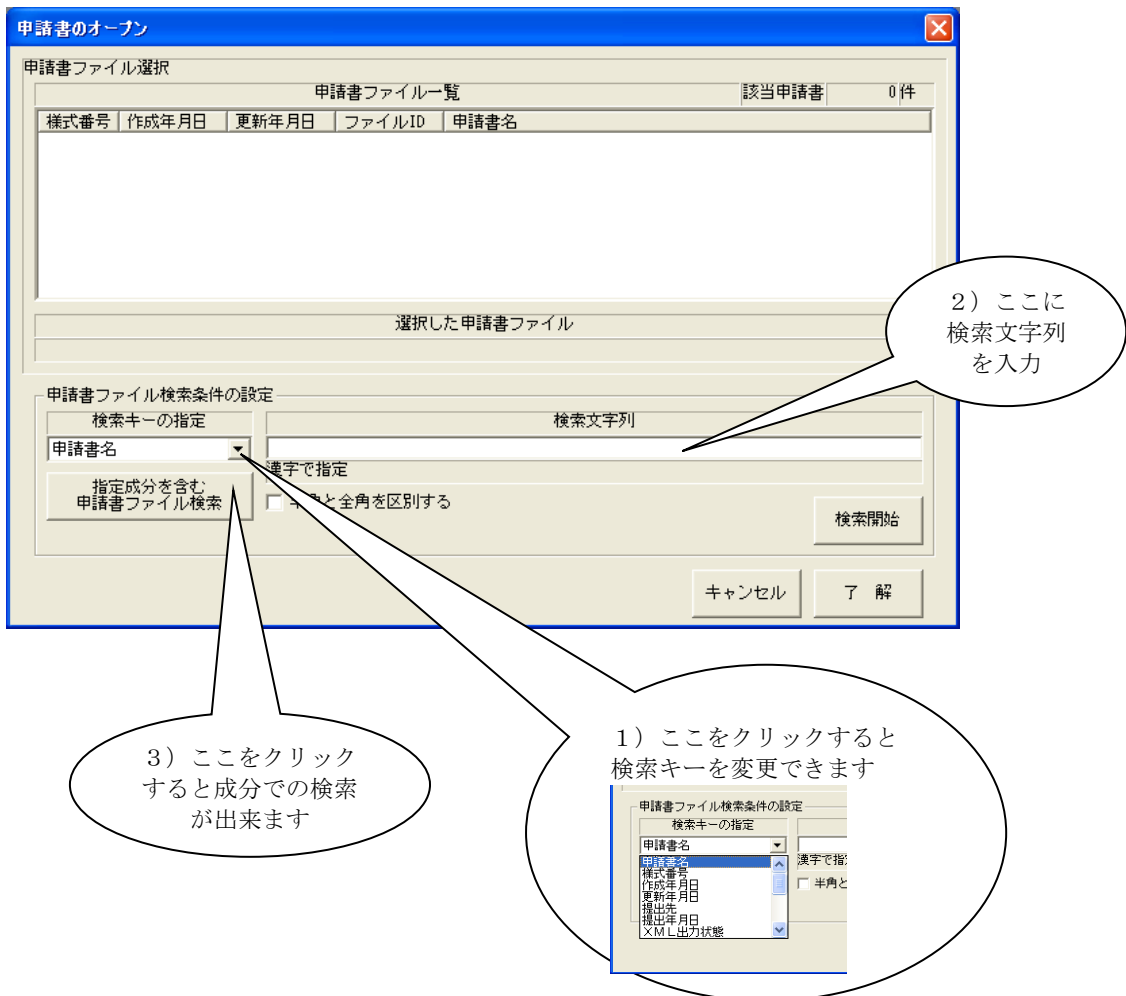 申請書のオープン
申請書ファイル選択
申請書ファイル一覧 該当申請書 0件
様式番号 作成年月日 更新年月日 ファイルID 申請書名
選択した申請書ファイル
2）ここに
検索文字列
を入力
申請書ファイル検索条件の設定
検索キーの指定 検索文字列
申請書名
漢字で指定
指定成分を含む
申請書ファイル検索
半角と全角を区別する
検索開始
キャンセル 了 解
3）ここをクリック
すると成分での検索
が出来ます
1）ここをクリックすると
検索キーを変更できます
申請書ファイル検索条件の設定
検索キーの指定
申請書名
漢字で指
申請書名
様式番号
半角と
作成年月日
更新年月日
提出先
提出年月日
XML出力状態